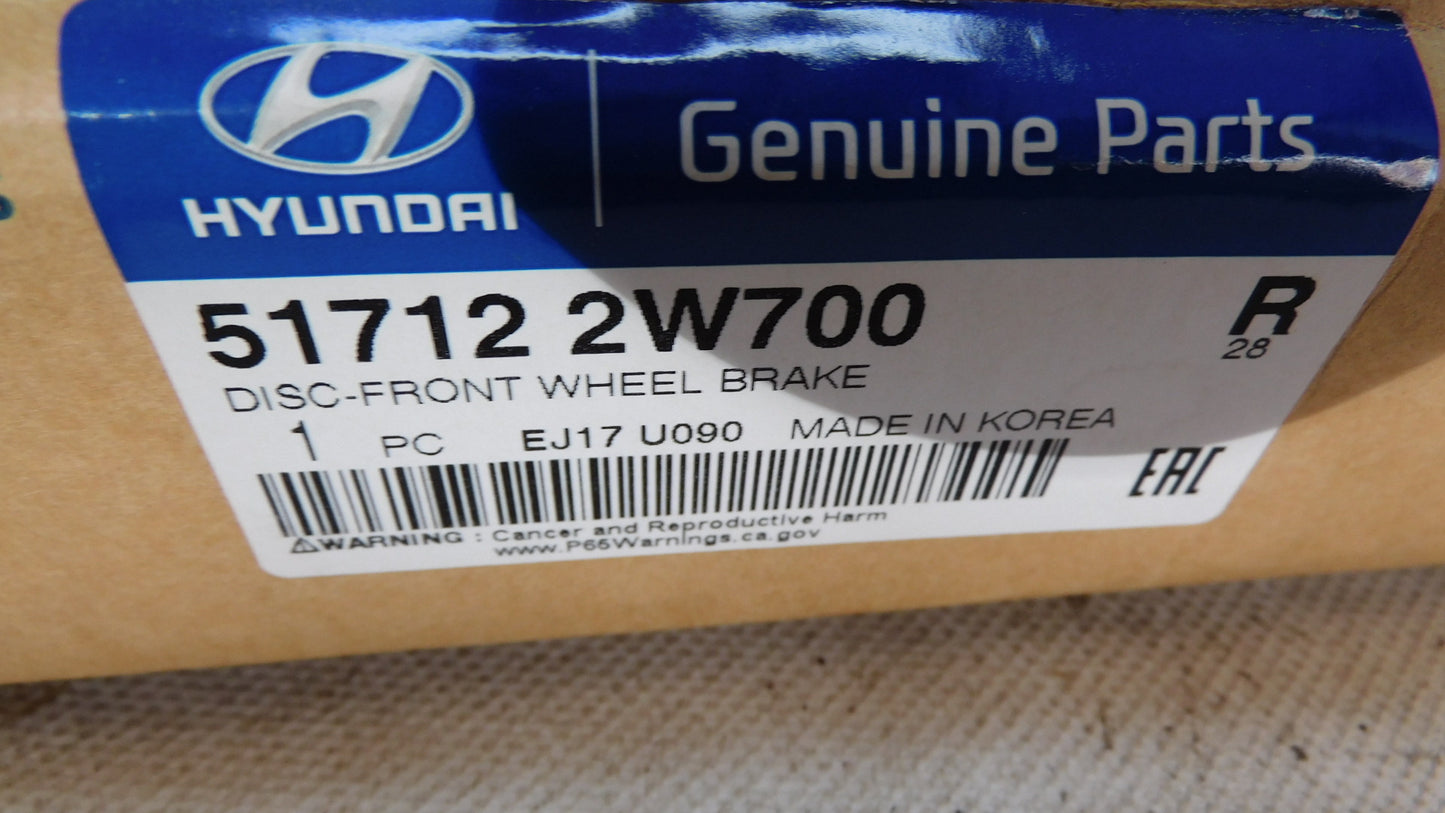 HYUNDAI
Genuine Parts
51712 2W700
R
28
DISC-FRONT WHEEL BRAKE
1 PC EJ17 U090 MADE IN KOREA
EAC
⚠WARNING : Cancer and Reproductive Harm
www.P65Warnings.ca.gov